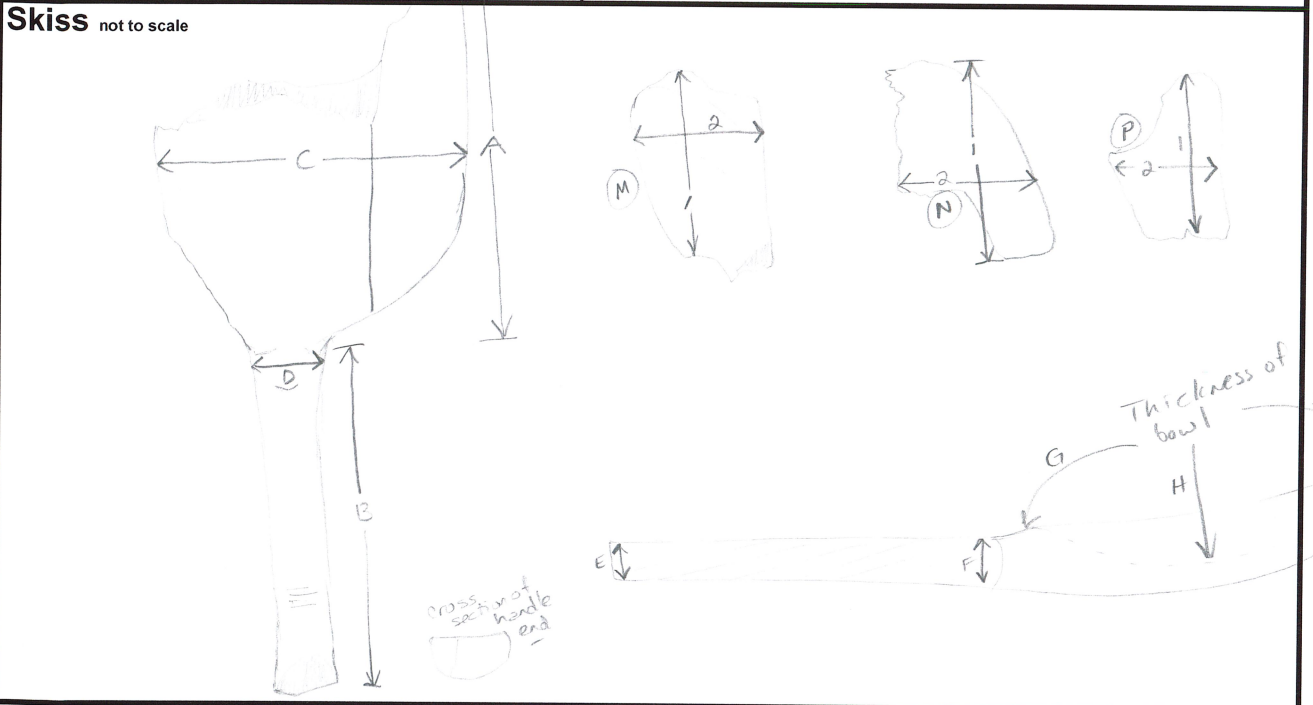 Skiss not to scale
C
A
D
B
2
1
M
1
2
N
P
1
2
Thickness of
bowl
G
H
E
F
cross
section of
handle
end